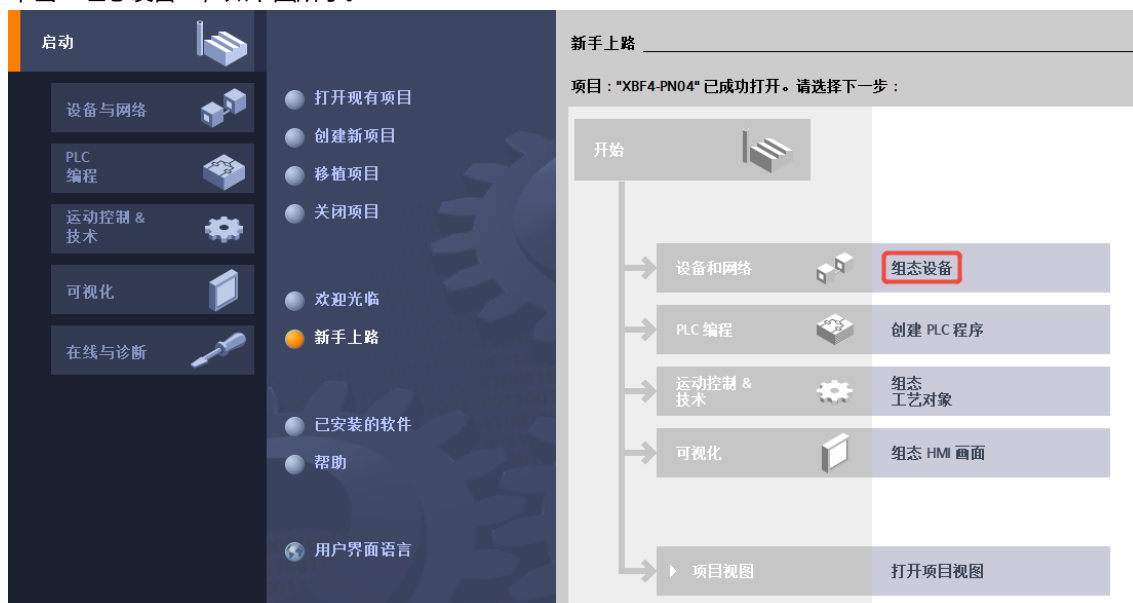 启动
设备与网络
PLC
编程
运动控制 &
技术
可视化
在线与诊断
打开现有项目
创建新项目
移植项目
关闭项目
欢迎光临
新手上路
已安装的软件
帮助
用户界面语言
新手上路
项目："XBF4-PN04" 已成功打开。请选择下一步：
开始
设备和网络
组态设备
PLC 编程
创建 PLC 程序
运动控制 &
技术
组态
工艺对象
可视化
组态 HMI 画面
项目视图
打开项目视图